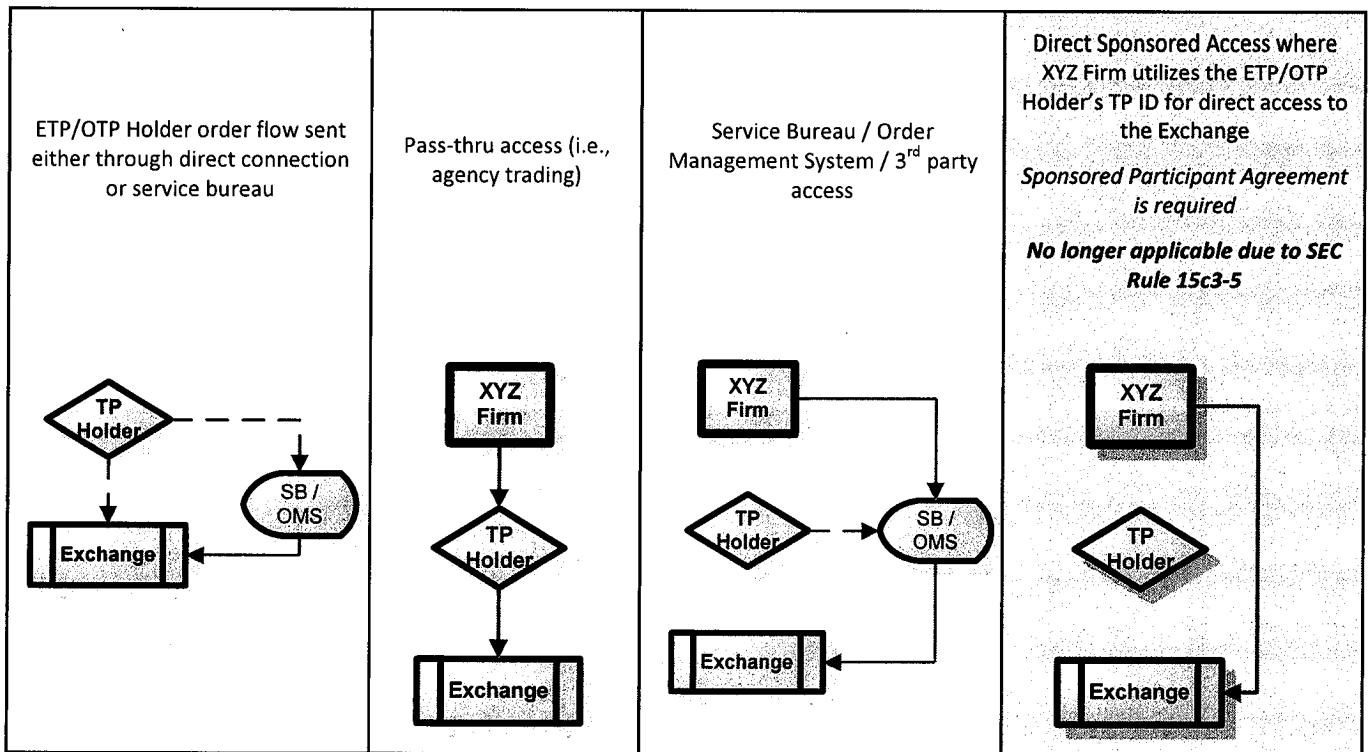 ETP/OTP Holder order flow sent
either through direct connection
or service bureau
TP
Holder
SB /
OMS
Exchange
Pass-thru access (i.e.,
agency trading)
XYZ
Firm
TP
Holder
Exchange
Service Bureau / Order
Management System / 3rd party
access
XYZ
Firm
TP
Holder
SB /
OMS
Exchange
Direct Sponsored Access where
XYZ Firm utilizes the ETP/OTP
Holder's TP ID for direct access to
the Exchange
Sponsored Participant Agreement
is required
No longer applicable due to SEC
Rule 15c3-5
XYZ
Firm
TP
Holder
Exchange